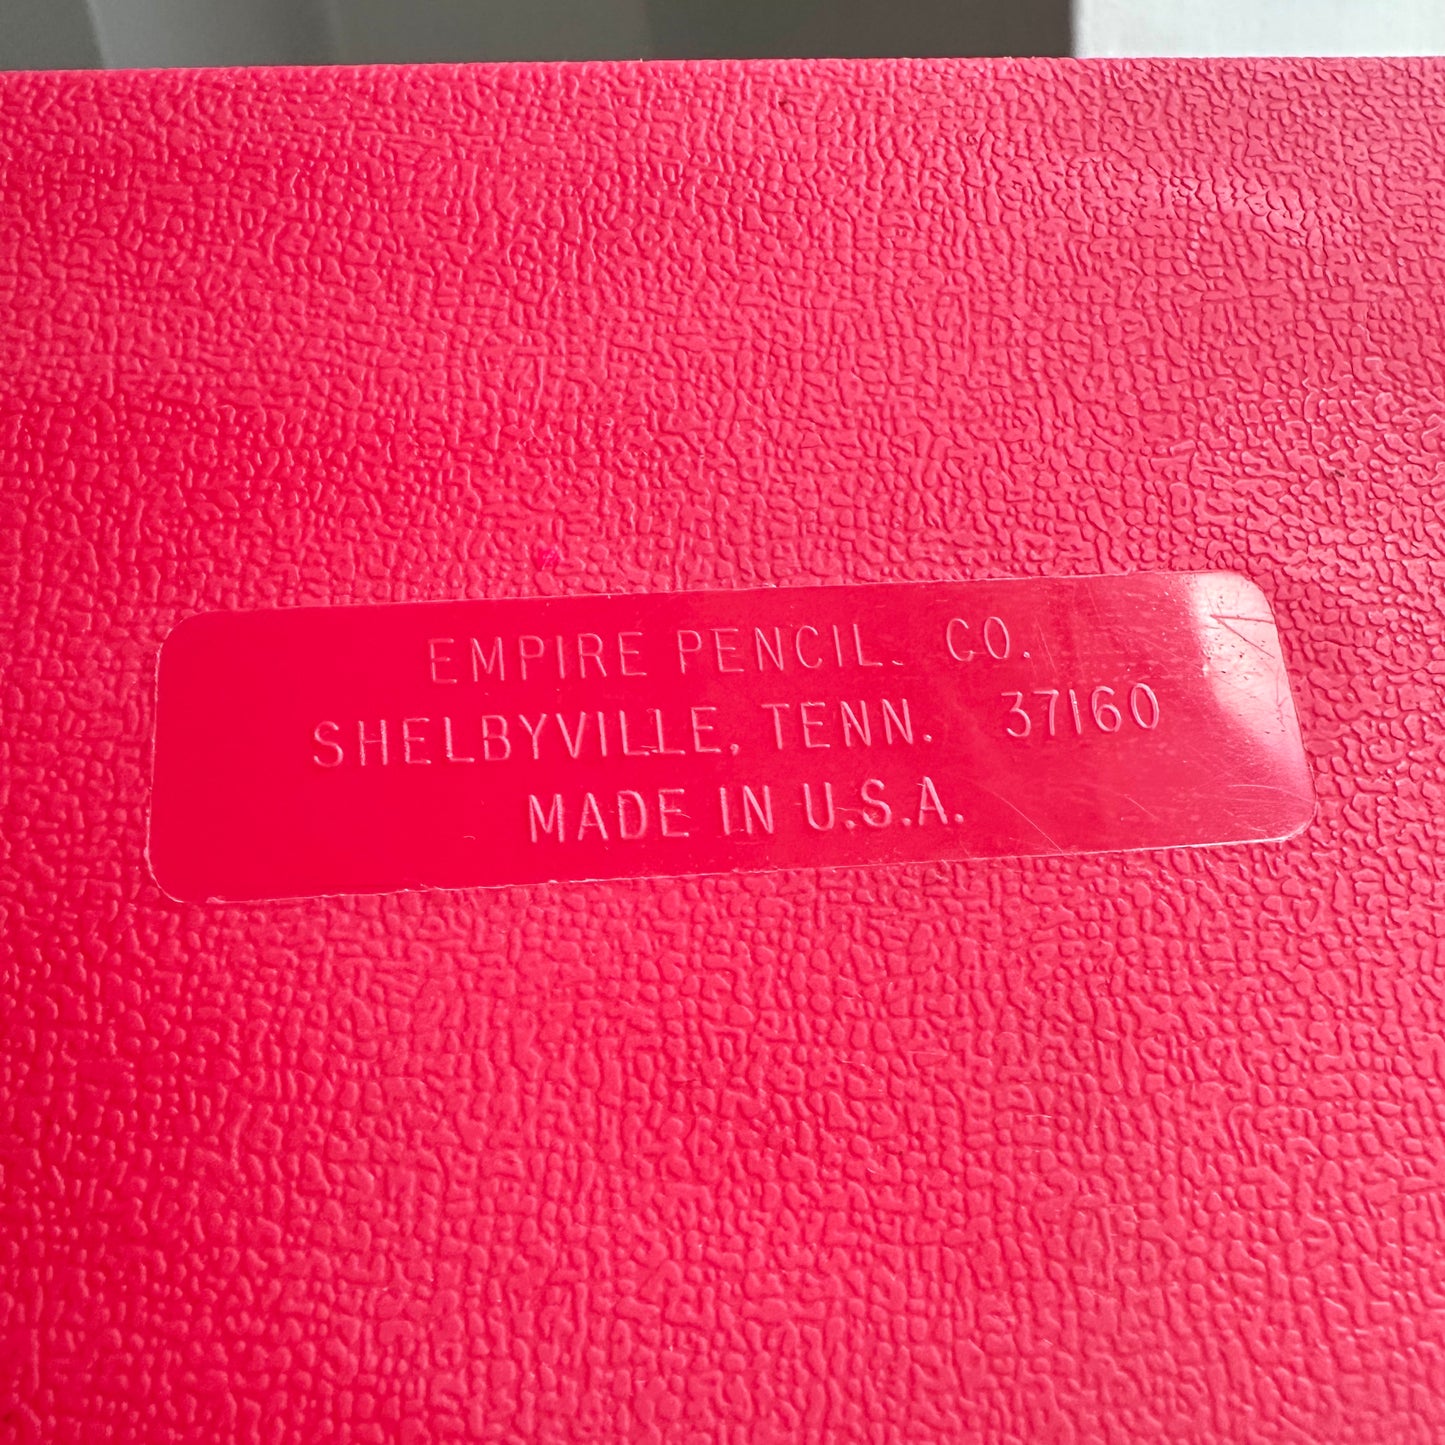 EMPIRE PENCIL. CO.
SHELBYVILLE, TENN. 37160
MADE IN U.S.A.